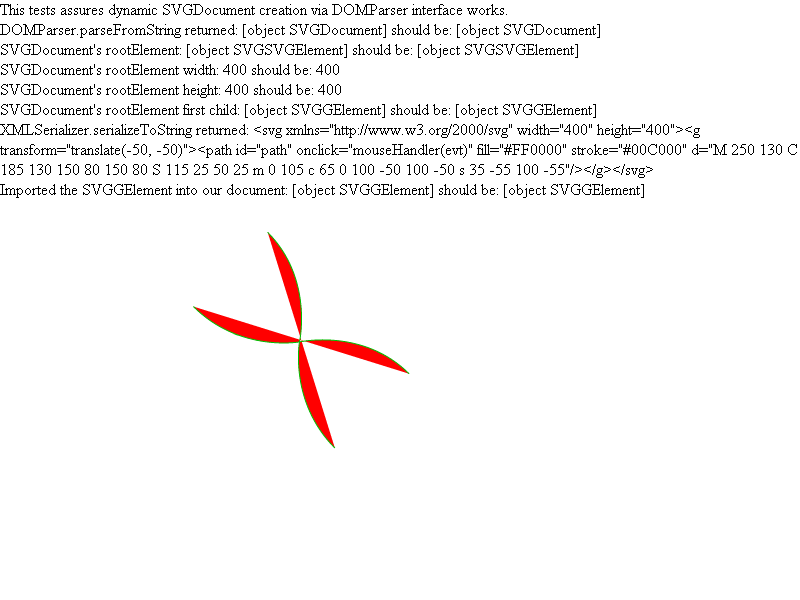 This tests assures dynamic SVGDocument creation via DOMParser interface works.
DOMParser.parseFromString returned: [object SVGDocument] should be: [object SVGDocument]
SVGDocument's rootElement: [object SVGSVGElement] should be: [object SVGSVGElement]
SVGDocument's rootElement width: 400 should be: 400
SVGDocument's rootElement height: 400 should be: 400
SVGDocument's rootElement first child: [object SVGGElement] should be: [object SVGGElement]
XMLSerializer.serializeToString returned: <svg xmlns="http://www.w3.org/2000/svg" width="400" height="400"><g
transform="translate(-50, -50)"><path id="path" onclick="mouseHandler(evt)" fill="#FF0000" stroke="#00C000" d="M 250 130 C
185 130 150 80 150 80 S 115 25 50 25 m 0 105 c 65 0 100 -50 100 -50 s 35 -55 100 -55"/></g></svg>
Imported the SVGGElement into our document: [object SVGGElement] should be: [object SVGGElement]